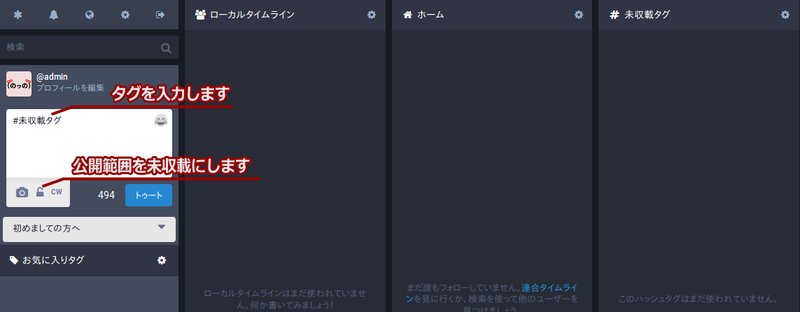 検索
@admin
プロフィールを編集
タグを入力します
#未収載タグ
公開範囲を未収載にします
CW
494
トゥート
初めましての方へ
お気に入りタグ
ローカルタイムライン
ローカルタイムラインはまだ使われていませ
ん。何か書いてみましょう!
ホーム
まだ誰もフォローしていません。連合タイムライ
ンを見に行くか、検索を使って他のユーザーを
見つけましょう
# 未収載タグ
このハッシュタグはまだ使われていません。